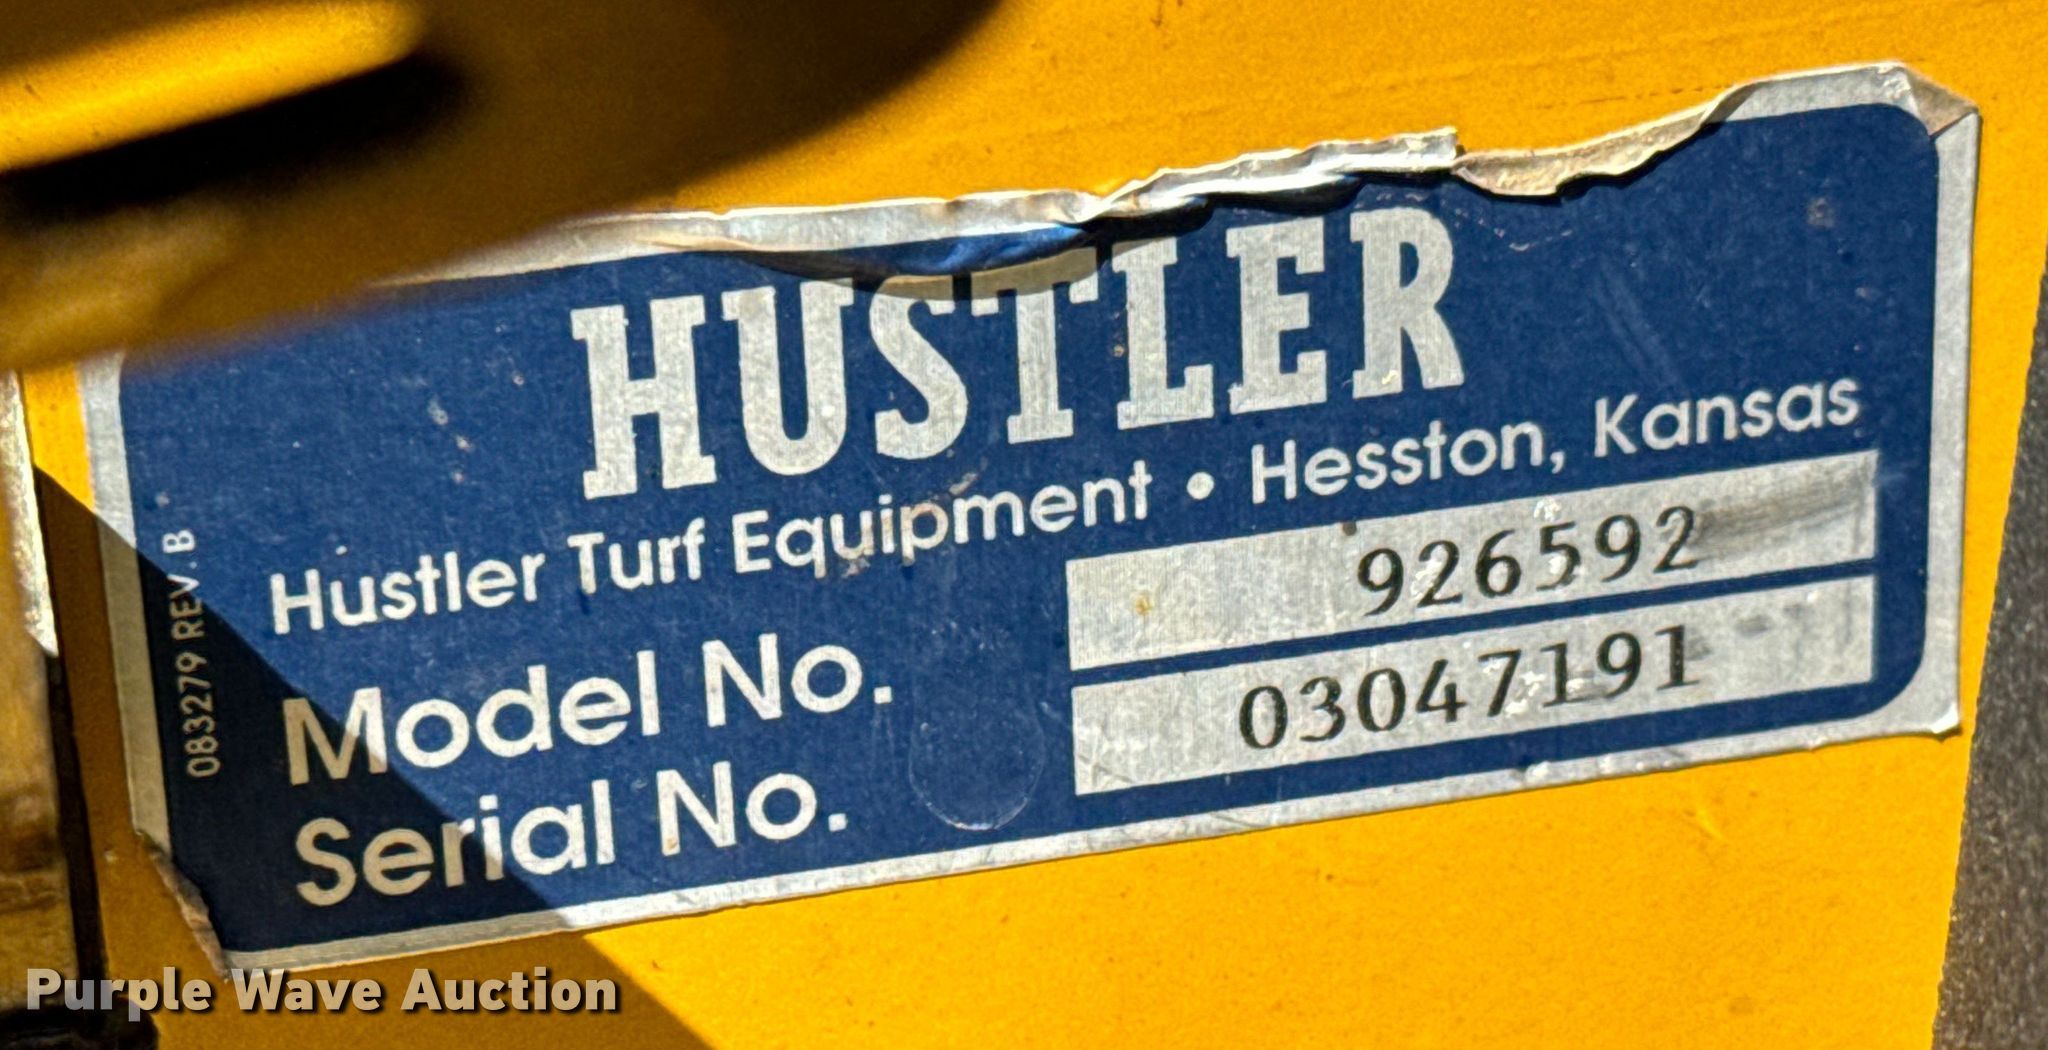 HUSTLER
Hustler Turf Equipment • Hesston, Kansas
Model No. 926592
Serial No. 03047191
083279 REV.B
Purple Wave Auction